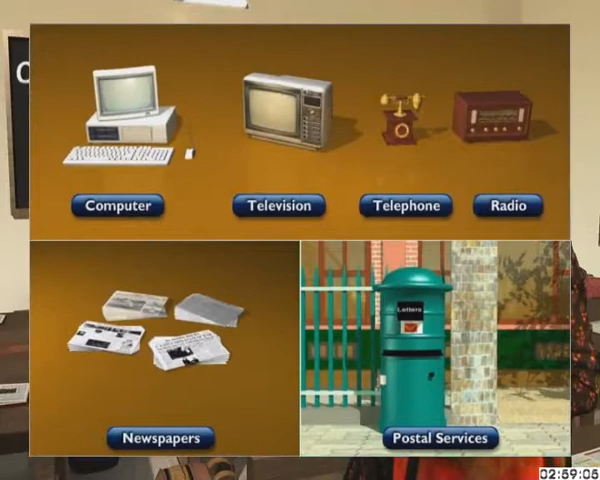 Computer
Television
Telephone
Radio
Letters
Newspapers
Postal Services
02:59:05